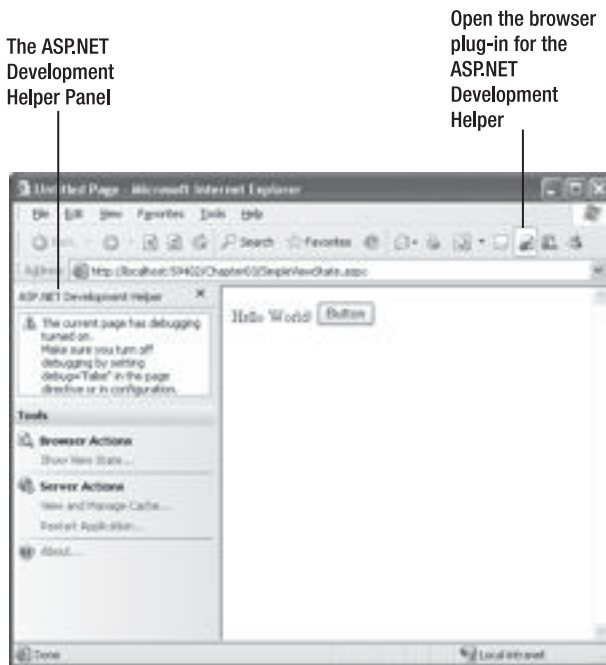 The ASP.NET
Development
Helper Panel
Open the browser
plug-in for the
ASP.NET
Development
Helper
Untitled Page - Microsoft Internet Explorer
File Edit View Favorites Tools Help
Search Favorites
Address http://localhost:59402/Chapter03/SimpleViewState.aspx
ASP.NET Development Helper
The current page has debugging
turned on.
Make sure you turn off
debugging by setting
debug="false" in the page
directive or in configuration.
Hello World! Button
Tools
Browser Actions
Show View State...
Server Actions
View and Manage Cache...
Restart Application...
About...
Done
Local intranet